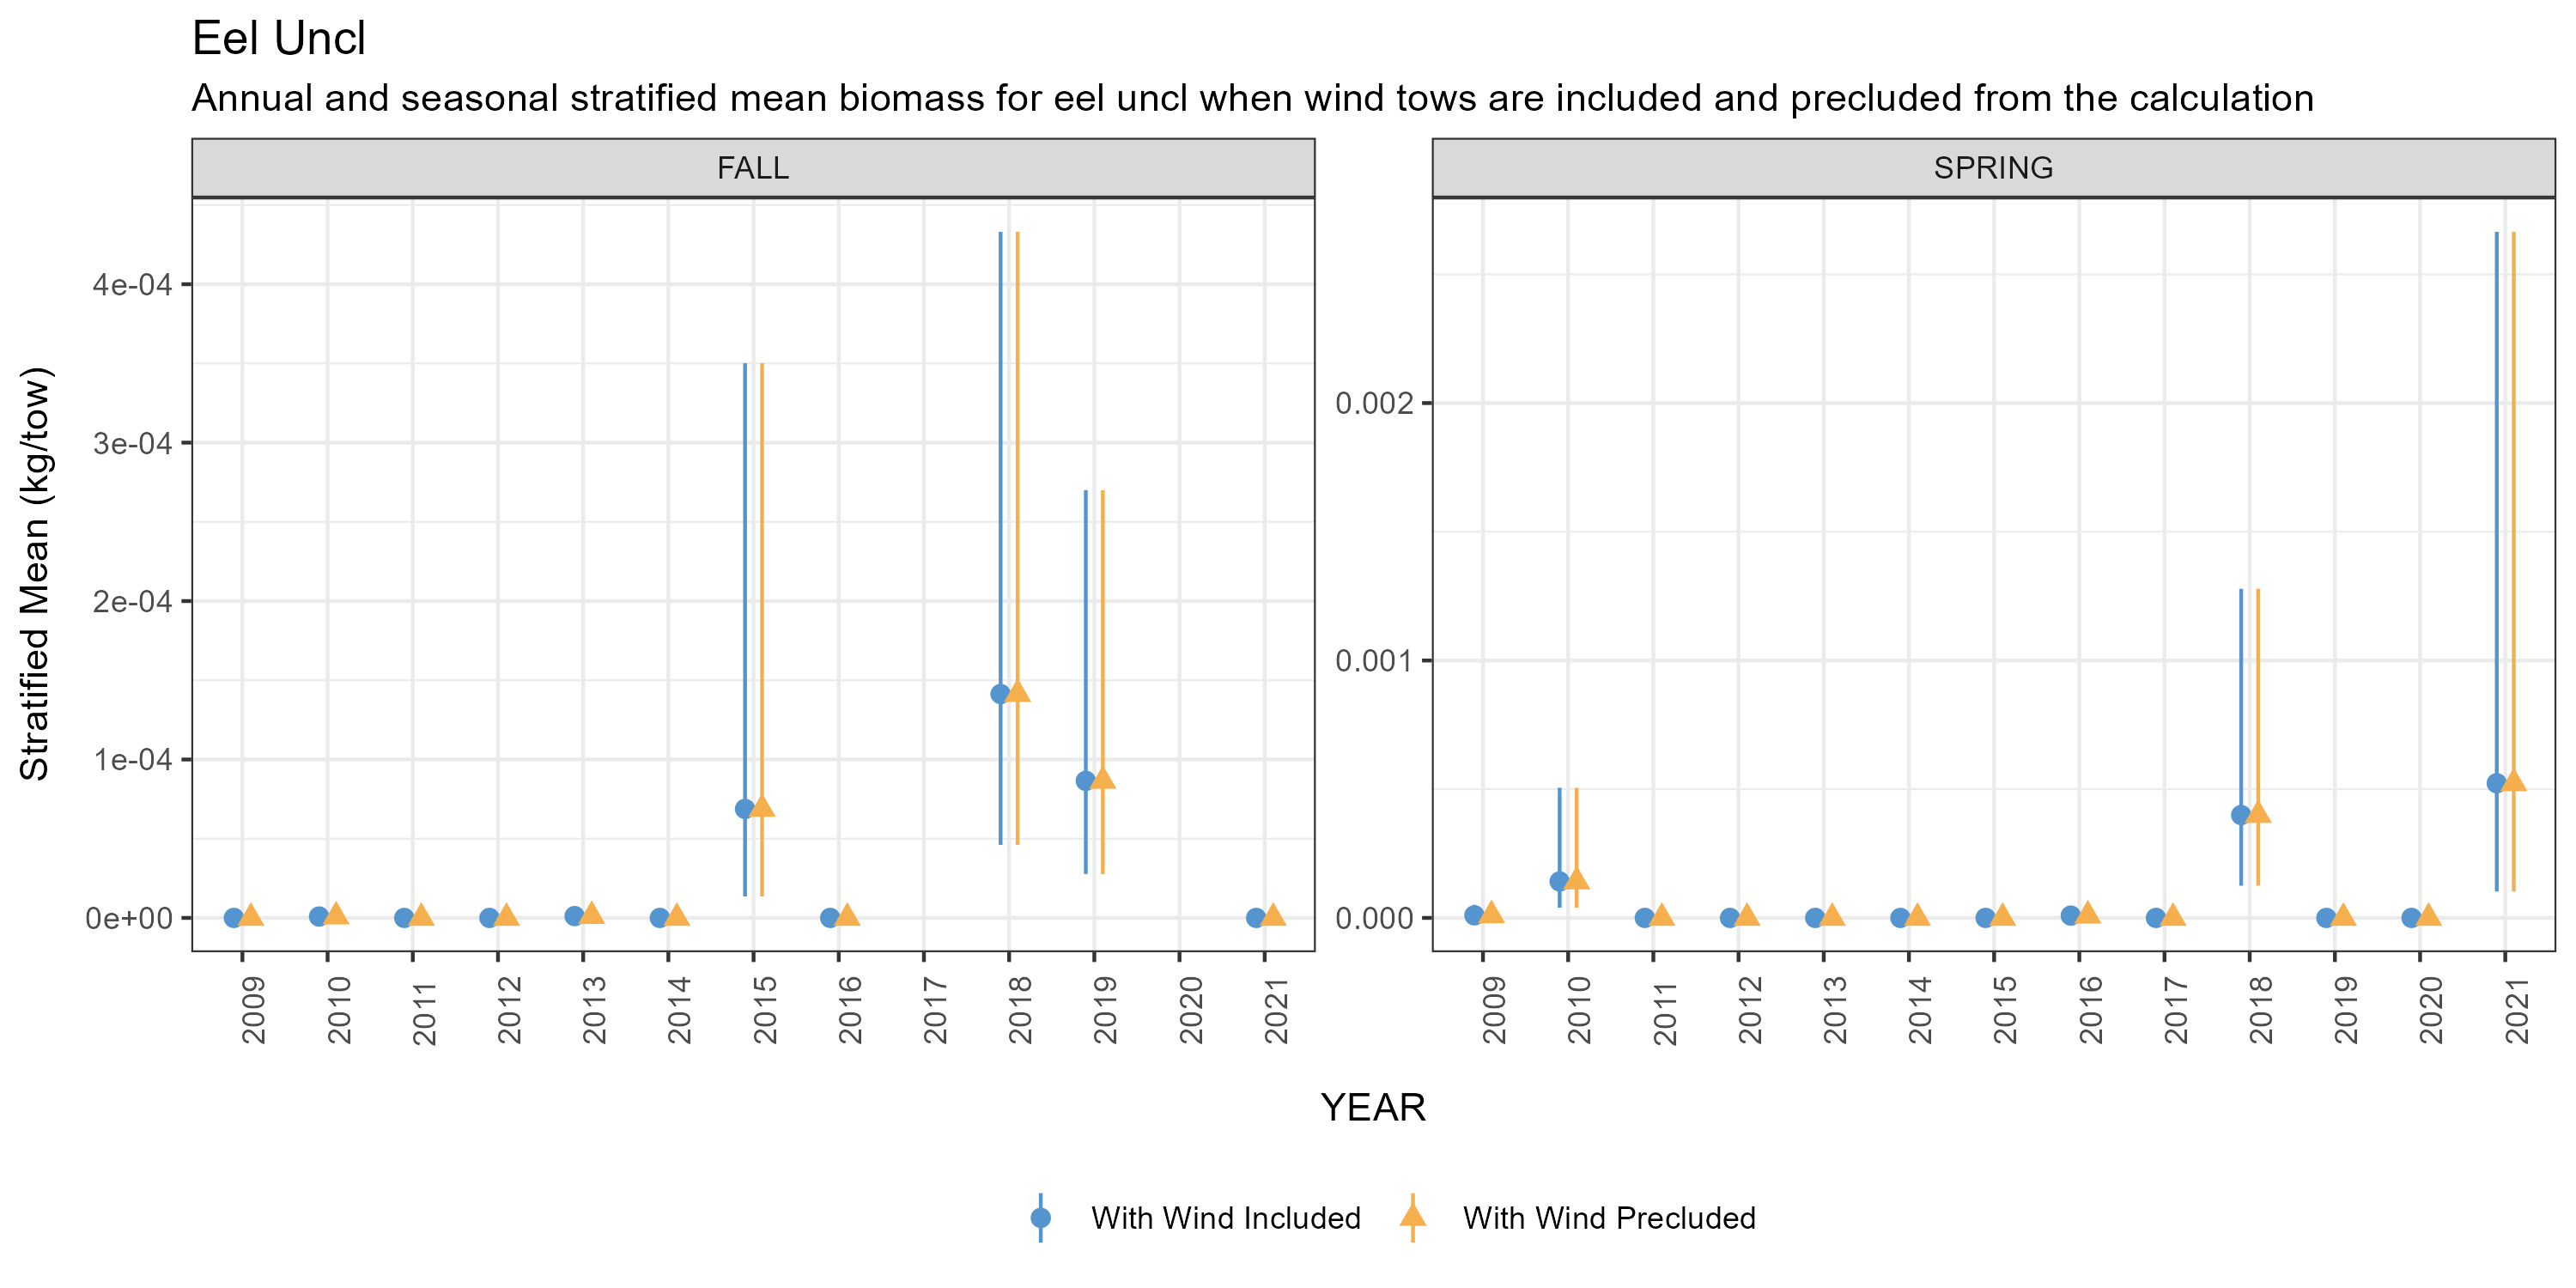 Eel Uncl
Annual and seasonal stratified mean biomass for eel uncl when wind tows are included and precluded from the calculation
FALL
SPRING
Stratified Mean (kg/tow)
4e-04
3e-04
2e-04
1e-04
0e+00
0.002
0.001
0.000
2009 2010 2011 2012 2013 2014 2015 2016 2017 2018 2019 2020 2021
2009 2010 2011 2012 2013 2014 2015 2016 2017 2018 2019 2020 2021
YEAR
With Wind Included
With Wind Precluded